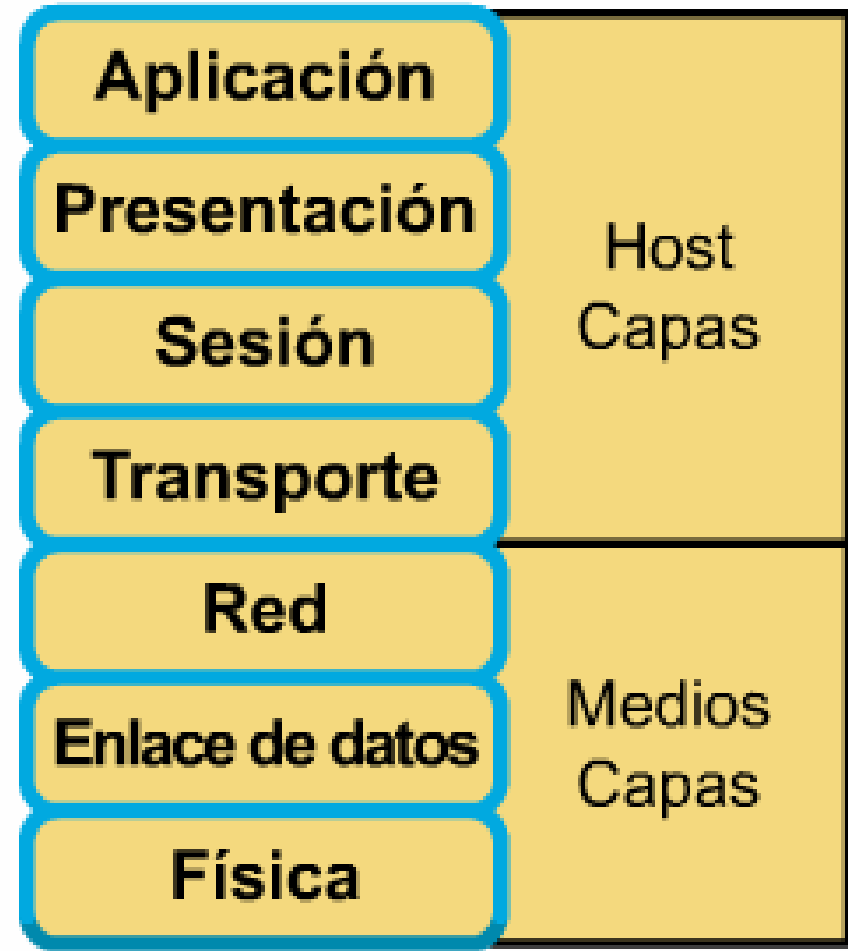 Aplicación
Presentación
Sesión
Transporte
Red
Enlace de datos
Física
Host
Capas
Medios
Capas